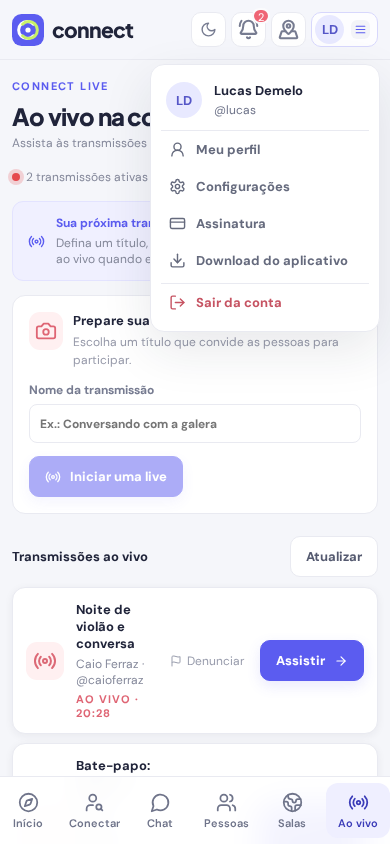 connect
2
LD
CONNECT LIVE
Ao vivo na co
Assista às transmissões
2 transmissões ativas
LD
Lucas Demelo
@lucas
Meu perfil
Configurações
Assinatura
Download do aplicativo
Sair da conta
Sua próxima
Defina um título,
ao vivo quando
Prepare sua
Escolha um título que convide as pessoas para
participar.
Nome da transmissão
Ex.: Conversando com a galera
Iniciar uma live
Transmissões ao vivo
Atualizar
Noite de
violão e
conversa
Caio Ferraz ·
@caioferraz
AO VIVO ·
20:28
Denunciar
Assistir
Bate-papo:
Início
Conectar
Chat
Pessoas
Salas
Ao vivo